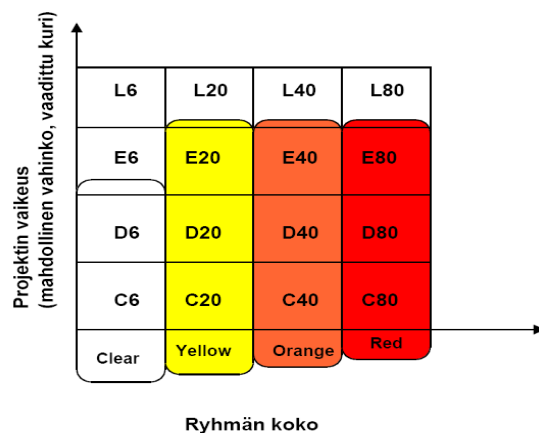 Projektin vaikeus
(mahdollinen vahinko, vaadittu kuri)
L6 L20 L40 L80
E6 E20 E40 E80
D6 D20 D40 D80
C6 C20 C40 C80
Clear Yellow Orange Red
Ryhmän koko